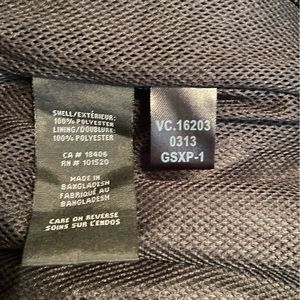 SHELL/EXTÉRIEUR:
100% POLYESTER
LINING/DOUBLURE:
100% POLYESTER
CA # 18406
RN # 101520
MADE IN
BANGLADESH
FABRIQUÉ AU
BANGLADESH
CARE ON REVERSE
SOINS SUR L'ENDOS
VC.16203
0313
GSXP-1